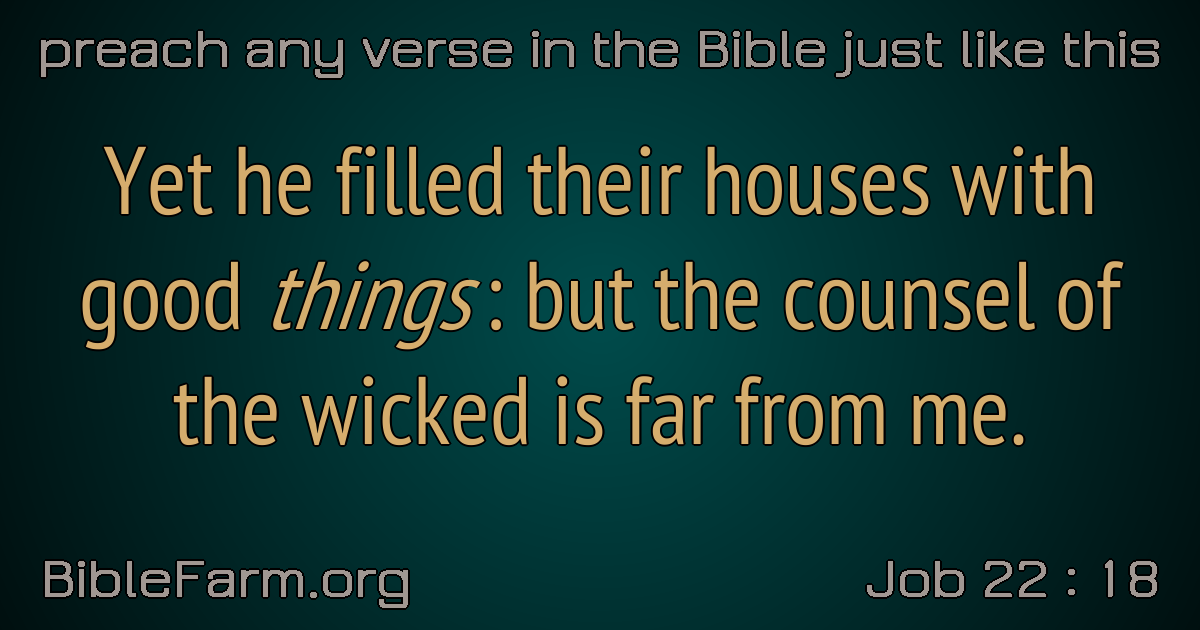 preach any verse in the Bible just like this
Yet he filled their houses with
good things: but the counsel of
the wicked is far from me.
BibleFarm.org
Job 22 : 18